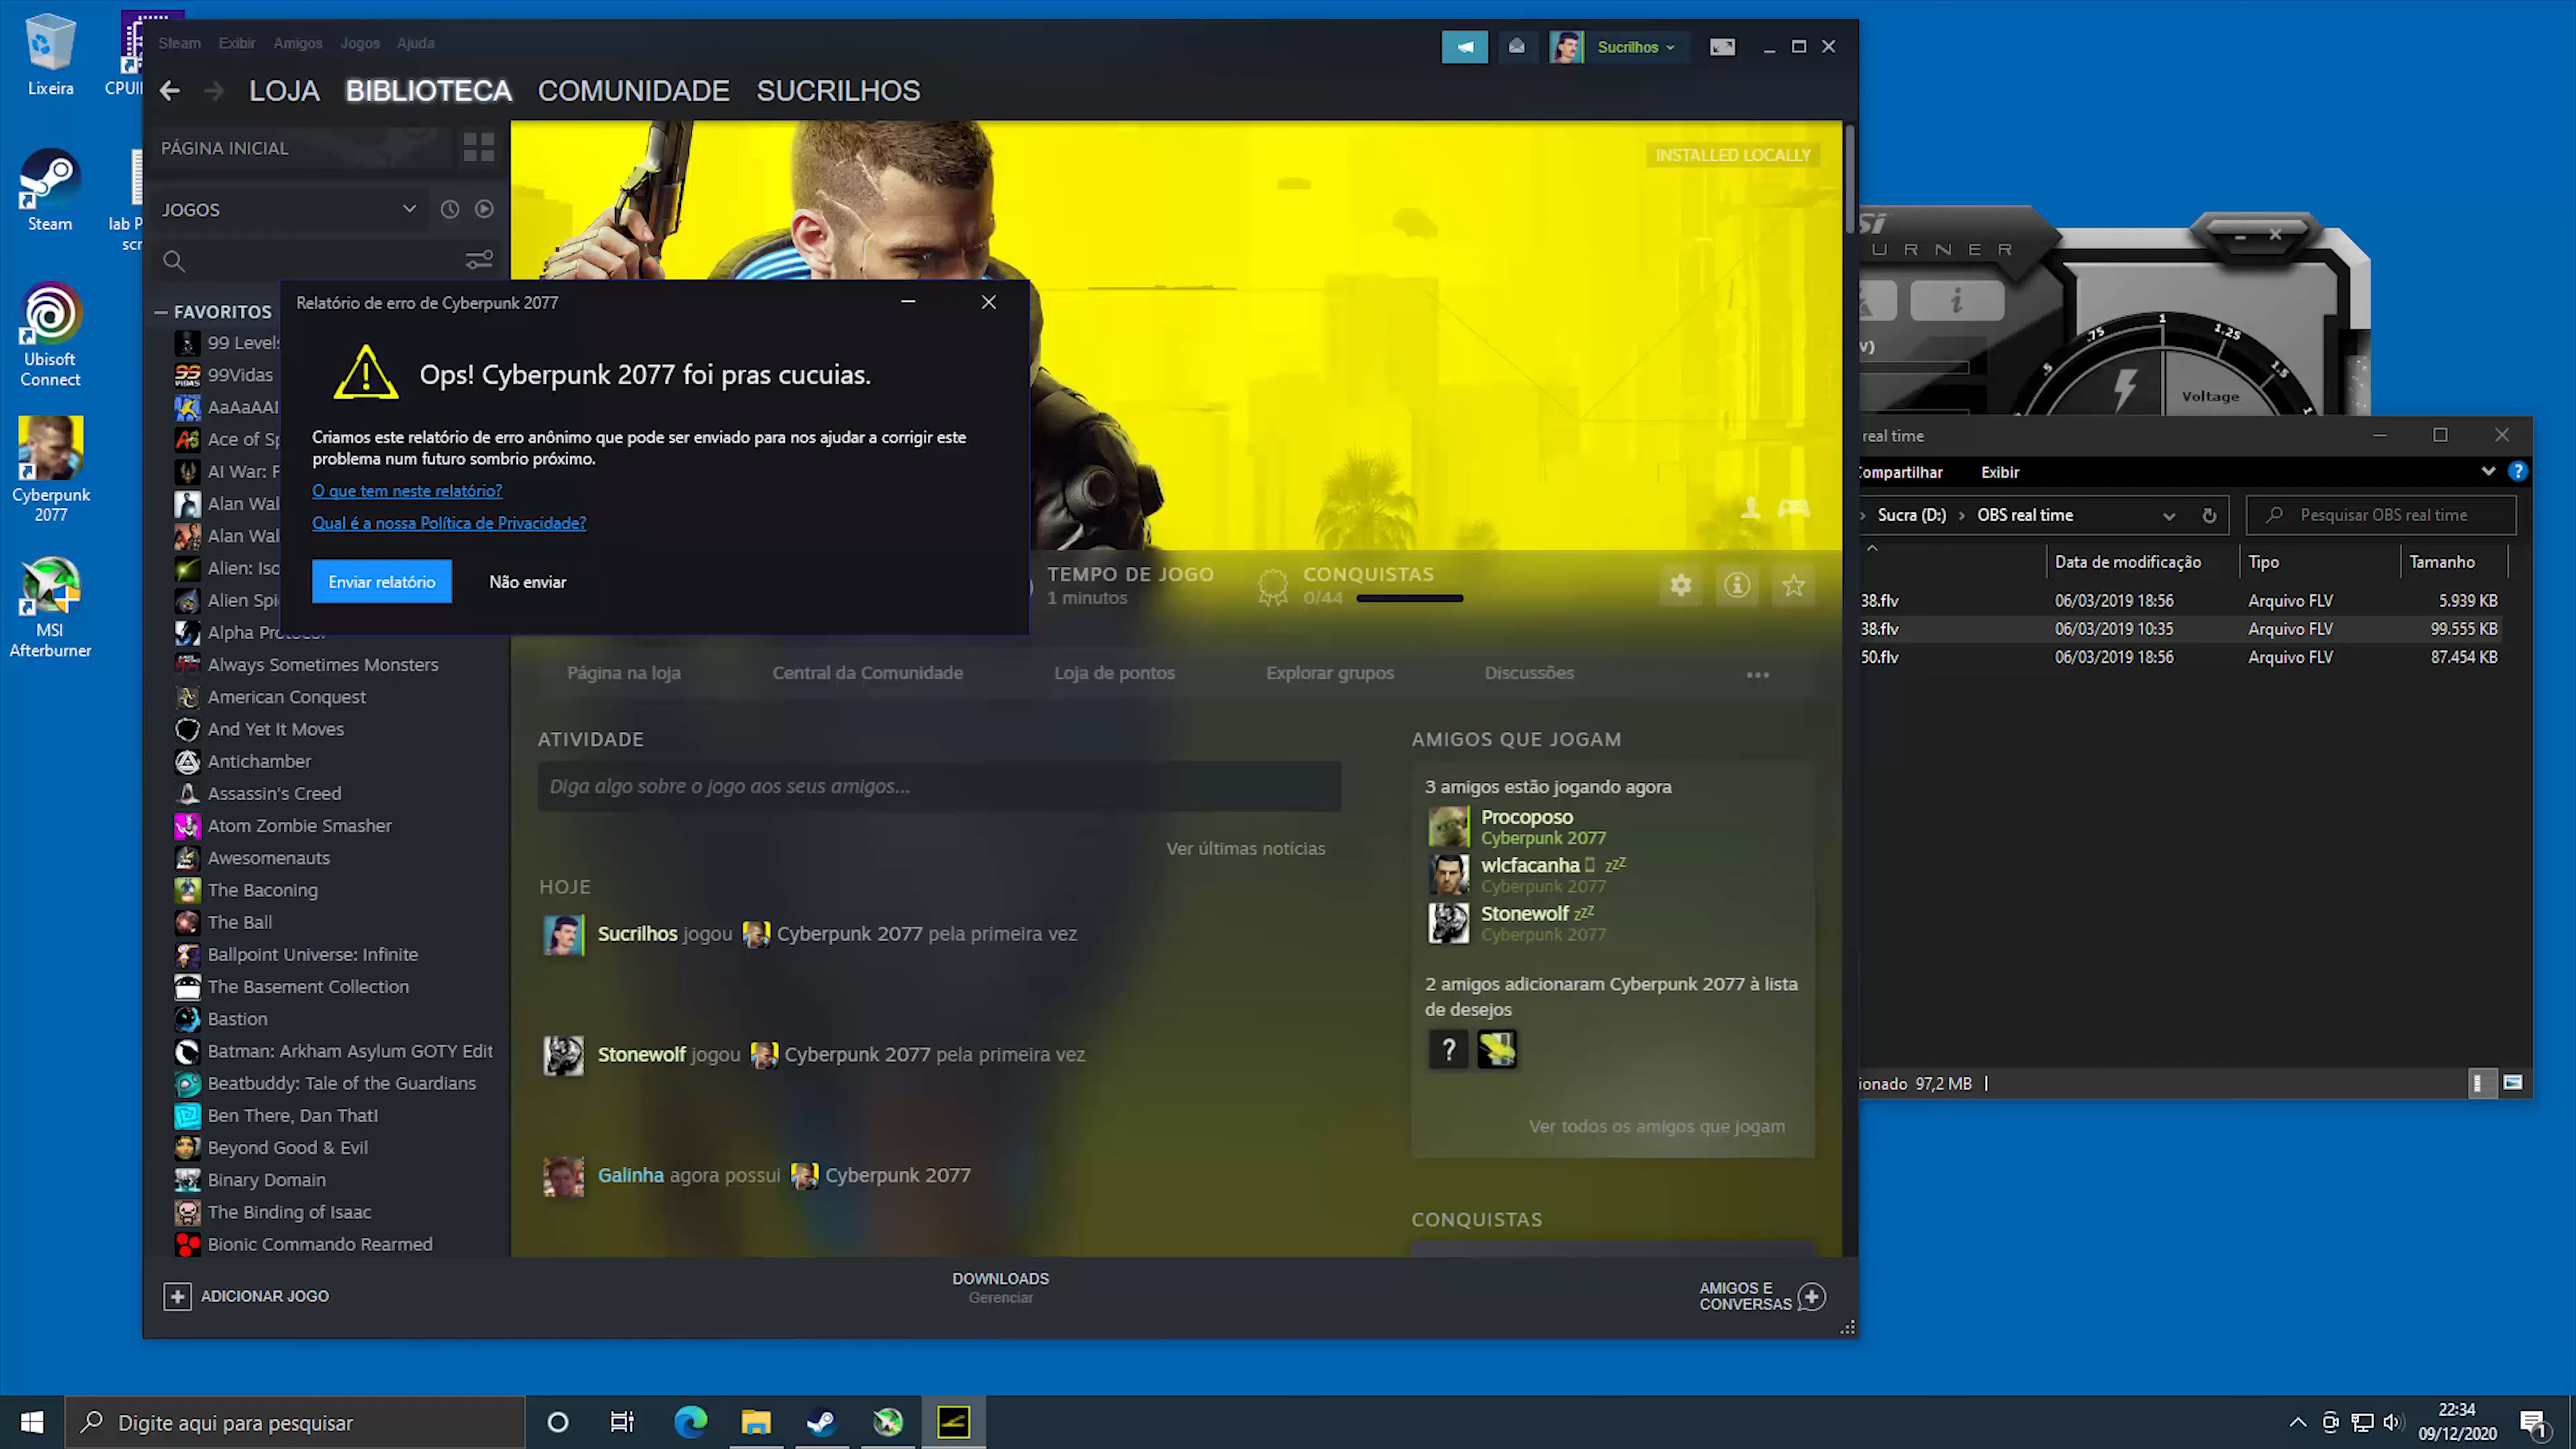 Lixeira
CPUI
Steam
lab P
scr
Ubisoft
Connect
Cyberpunk
2077
MSI
Afterburner
Steam Exibir Amigos Jogos Ajuda
Sucrilhos
LOJA BIBLIOTECA COMUNIDADE SUCRILHOS
PÁGINA INICIAL
JOGOS
FAVORITOS
99 Levels
99Vidas
AaAaAA
Ace of Sp
AI War: F
Alan Wal
Alan Wal
Alien: Iso
Alien Spi
Alpha Protocol
Always Sometimes Monsters
American Conquest
And Yet It Moves
Antichamber
Assassin's Creed
Atom Zombie Smasher
Awesomenauts
The Baconing
The Ball
Ballpoint Universe: Infinite
The Basement Collection
Bastion
Batman: Arkham Asylum GOTY Edit
Beatbuddy: Tale of the Guardians
Ben There, Dan That!
Beyond Good & Evil
Binary Domain
The Binding of Isaac
Bionic Commando Rearmed
ADICIONAR JOGO
INSTALLED LOCALLY
Relatório de erro de Cyberpunk 2077
Ops! Cyberpunk 2077 foi pras cucuias.
Criamos este relatório de erro anônimo que pode ser enviado para nos ajudar a corrigir este
problema num futuro sombrio próximo.
O que tem neste relatório?
Qual é a nossa Política de Privacidade?
Enviar relatório Não enviar
TEMPO DE JOGO
1 minutos
CONQUISTAS
0/44
Página na loja Central da Comunidade Loja de pontos Explorar grupos Discussões
ATIVIDADE
Diga algo sobre o jogo aos seus amigos...
Ver últimas notícias
HOJE
Sucrilhos jogou Cyberpunk 2077 pela primeira vez
Stonewolf jogou Cyberpunk 2077 pela primeira vez
Galinha agora possui Cyberpunk 2077
AMIGOS QUE JOGAM
3 amigos estão jogando agora
Procoposo
Cyberpunk 2077
wlcfacanha zzZ
Cyberpunk 2077
Stonewolf zzZ
Cyberpunk 2077
2 amigos adicionaram Cyberpunk 2077 à lista
de desejos
?
Ver todos os amigos que jogam
CONQUISTAS
DOWNLOADS
Gerenciar
AMIGOS E
CONVERSAS
si
URNER
i
v)
.5 .75 1 1.25 1.5
Voltage
real time
Compartilhar Exibir
Sucra (D:) › OBS real time
Pesquisar OBS real time
Data de modificação Tipo Tamanho
38.flv 06/03/2019 18:56 Arquivo FLV 5.939 KB
38.flv 06/03/2019 10:35 Arquivo FLV 99.555 KB
50.flv 06/03/2019 18:56 Arquivo FLV 87.454 KB
ionado 97,2 MB
Digite aqui para pesquisar
22:34
09/12/2020
1